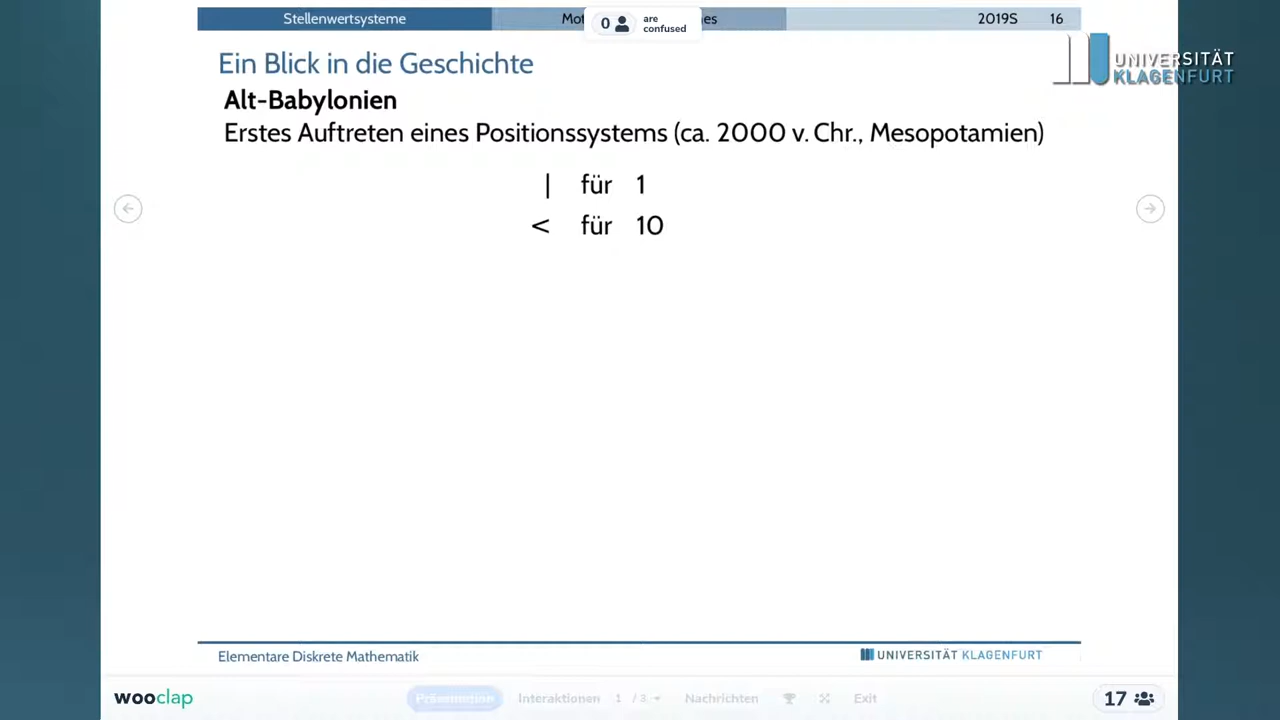 Stellenwertsysteme
Mot
es
2019S 16
0 are confused
Ein Blick in die Geschichte
UNIVERSITÄT
KLAGENFURT
Alt-Babylonien
Erstes Auftreten eines Positionssystems (ca. 2000 v. Chr., Mesopotamien)
| für 1
< für 10
Elementare Diskrete Mathematik
UNIVERSITÄT KLAGENFURT
wooclap
Präsentation Interaktionen 1 / 3 Nachrichten Exit
17